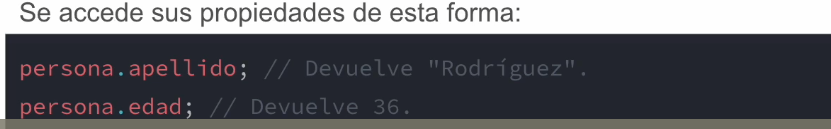 Se accede sus propiedades de esta forma:
persona.apellido; // Devuelve "Rodríguez".
persona.edad; // Devuelve 36.